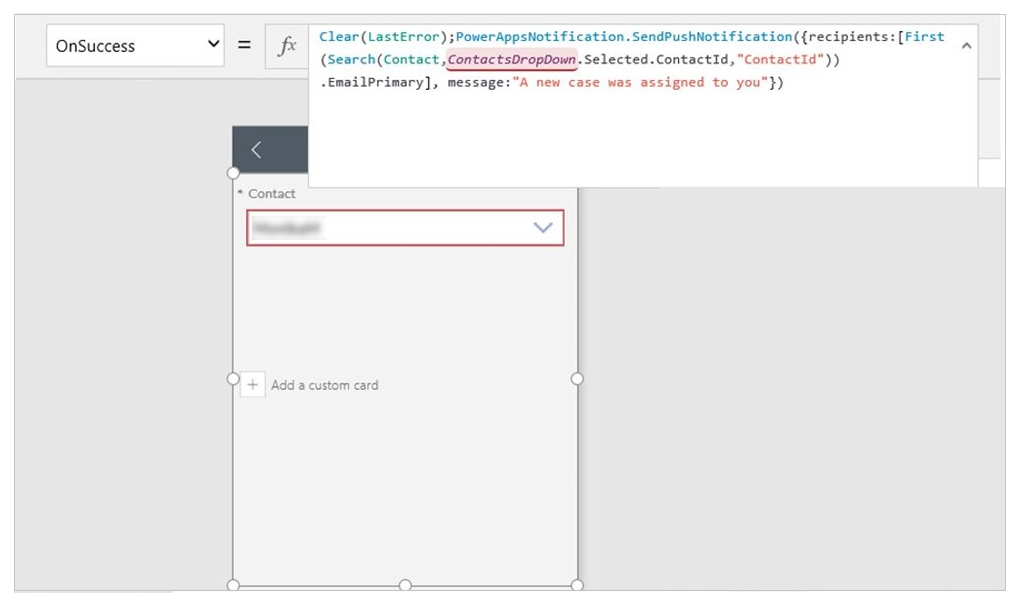 OnSuccess = fx
Clear(LastError);PowerAppsNotification.SendPushNotification({recipients:[First
(Search(Contact,ContactsDropDown.Selected.ContactId,"ContactId"))
.EmailPrimary], message:"A new case was assigned to you"})
* Contact
+ Add a custom card